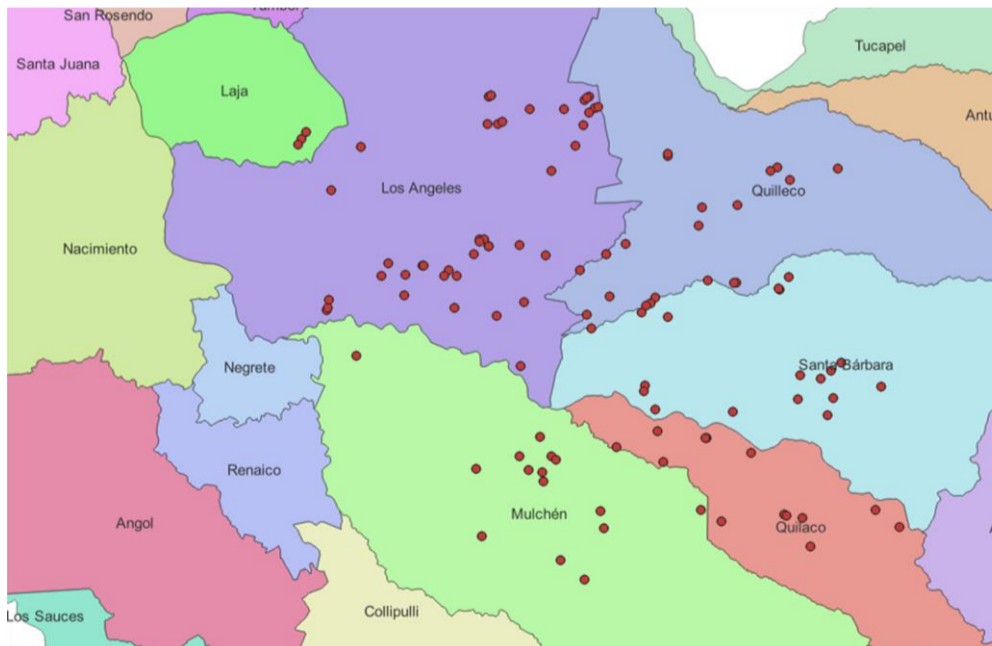 San Rosendo
Tucapel
Santa Juana
Laja
Los Angeles
Quilleco
Nacimiento
Santa Bárbara
Negrete
Renaico
Mulchén
Angol
Quilaco
Collipulli
Los Sauces